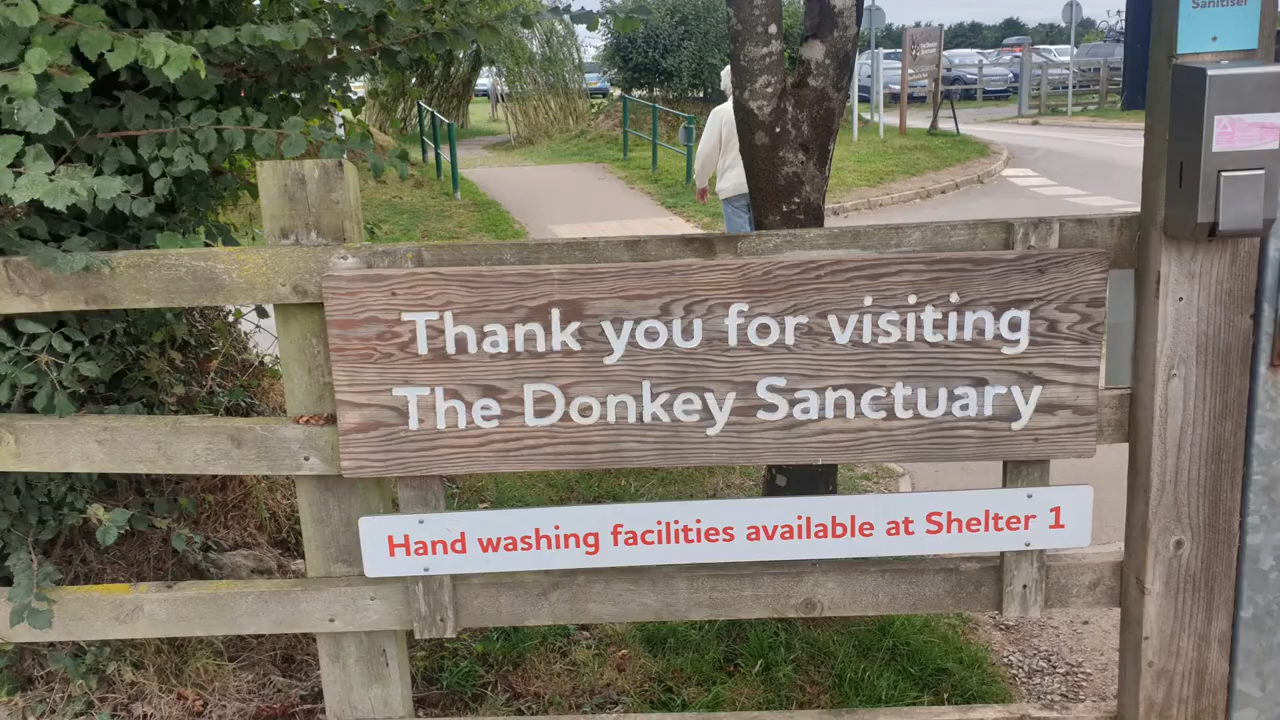 Sanitiser
Thank you for visiting
The Donkey Sanctuary
Hand washing facilities available at Shelter 1